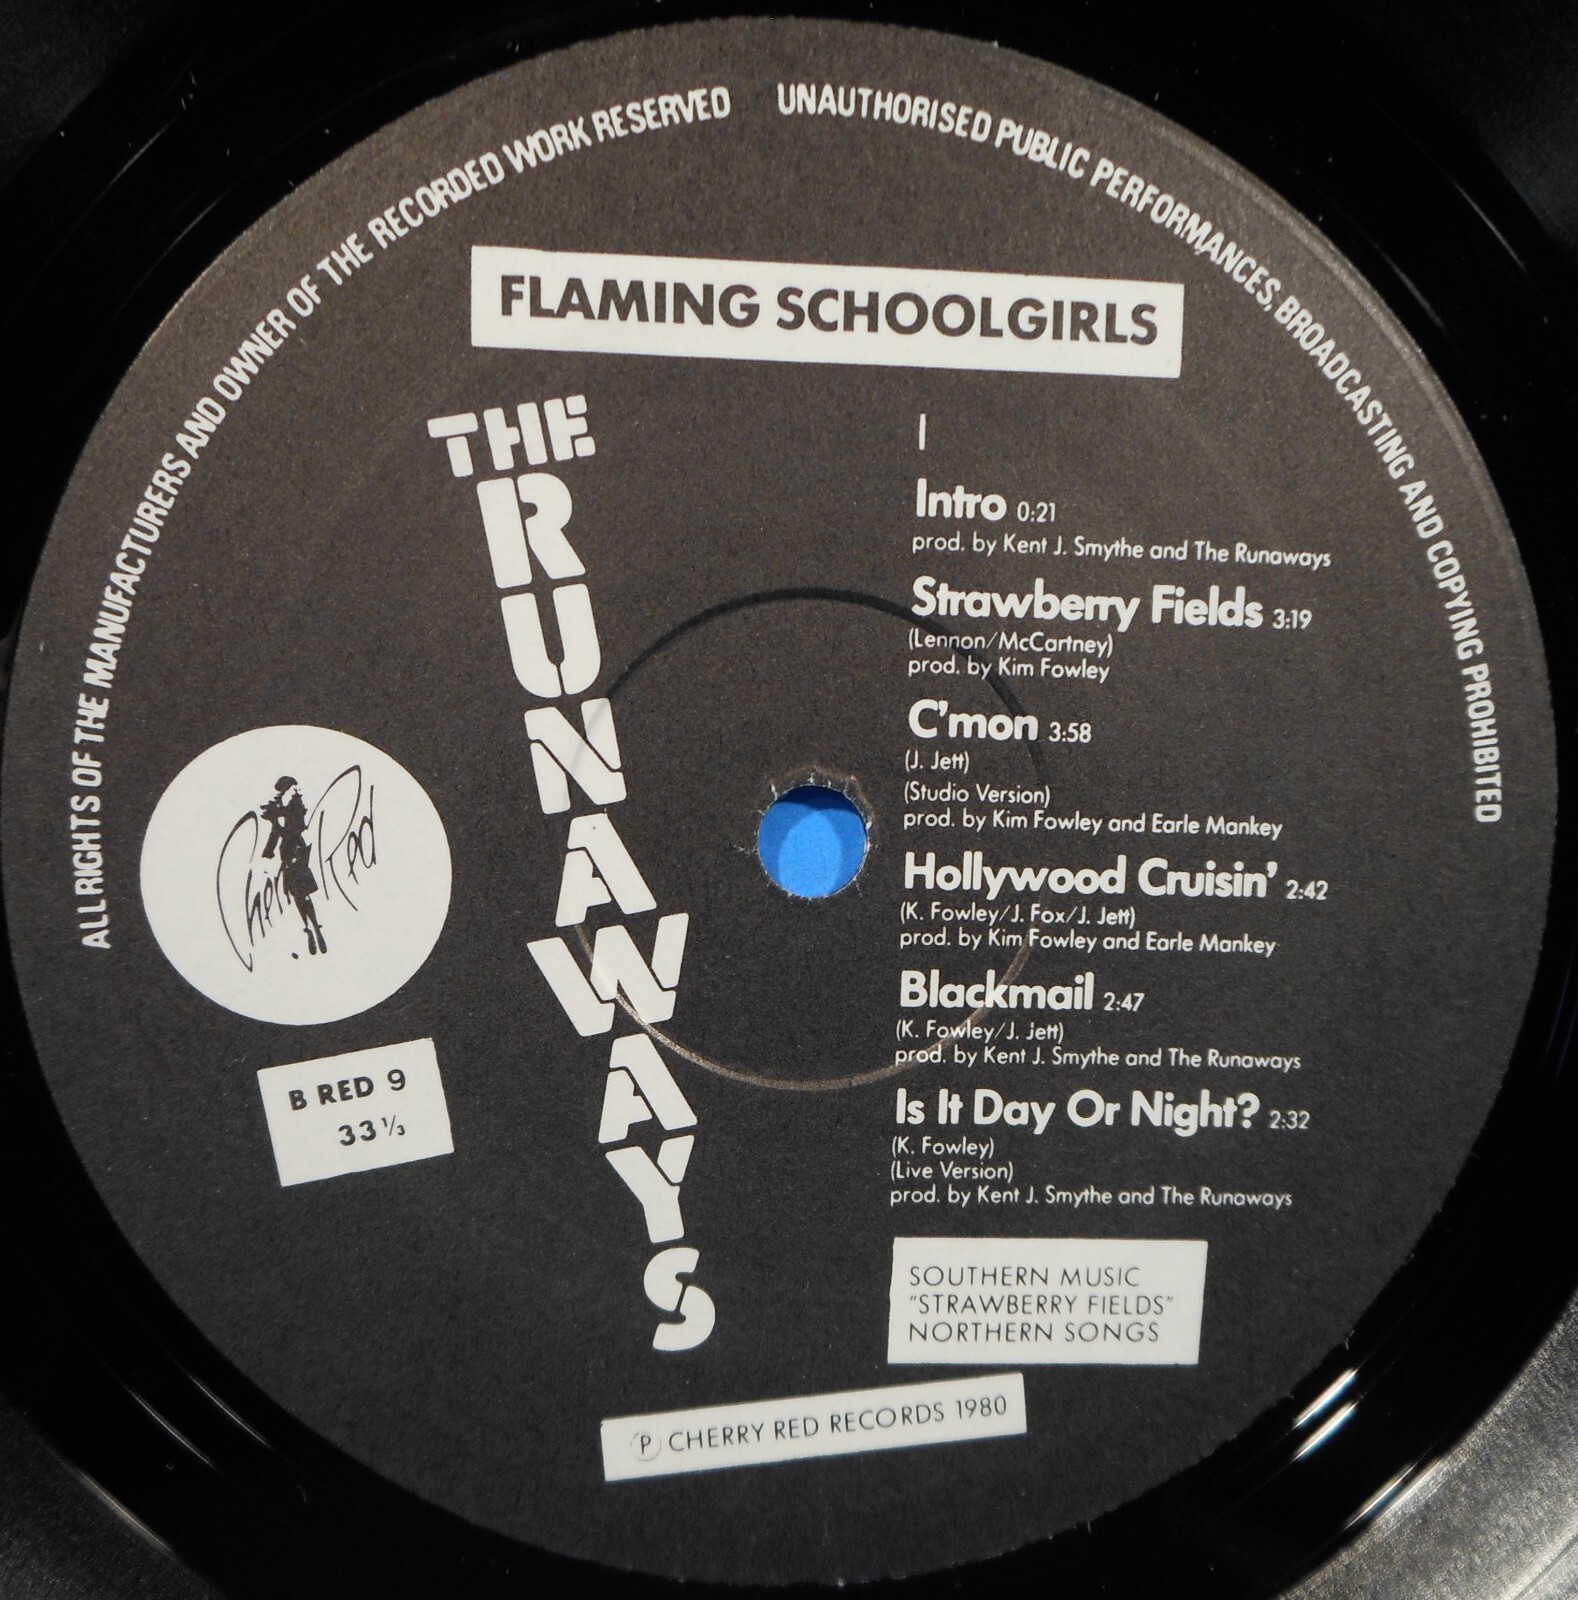 ALL RIGHTS OF THE MANUFACTURERS AND OWNER OF THE RECORDED WORK RESERVED
UNAUTHORISED PUBLIC PERFORMANCES, BROADCASTING AND COPYING PROHIBITED
FLAMING SCHOOLGIRLS
THE RUNAWAYS
Cherry Red
B RED 9
33⅓
I
Intro 0:21
prod. by Kent J. Smythe and The Runaways
Strawberry Fields 3:19
(Lennon/McCartney)
prod. by Kim Fowley
C'mon 3:58
(J. Jett)
(Studio Version)
prod. by Kim Fowley and Earle Mankey
Hollywood Cruisin' 2:42
(K. Fowley/J. Fox/J. Jett)
prod. by Kim Fowley and Earle Mankey
Blackmail 2:47
(K. Fowley/J. Jett)
prod. by Kent J. Smythe and The Runaways
Is It Day Or Night? 2:32
(K. Fowley)
(Live Version)
prod. by Kent J. Smythe and The Runaways
SOUTHERN MUSIC
"STRAWBERRY FIELDS"
NORTHERN SONGS
Ⓟ CHERRY RED RECORDS 1980